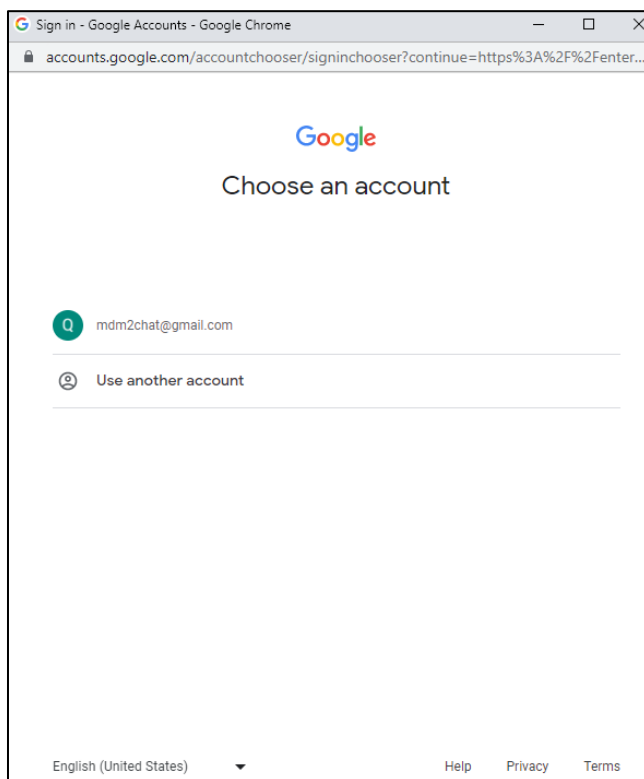 Sign in - Google Accounts - Google Chrome
accounts.google.com/accountchooser/signinchooser?continue=https%3A%2F%2Fenter...
Google
Choose an account
Q mdm2chat@gmail.com
Use another account
English (United States) Help Privacy Terms